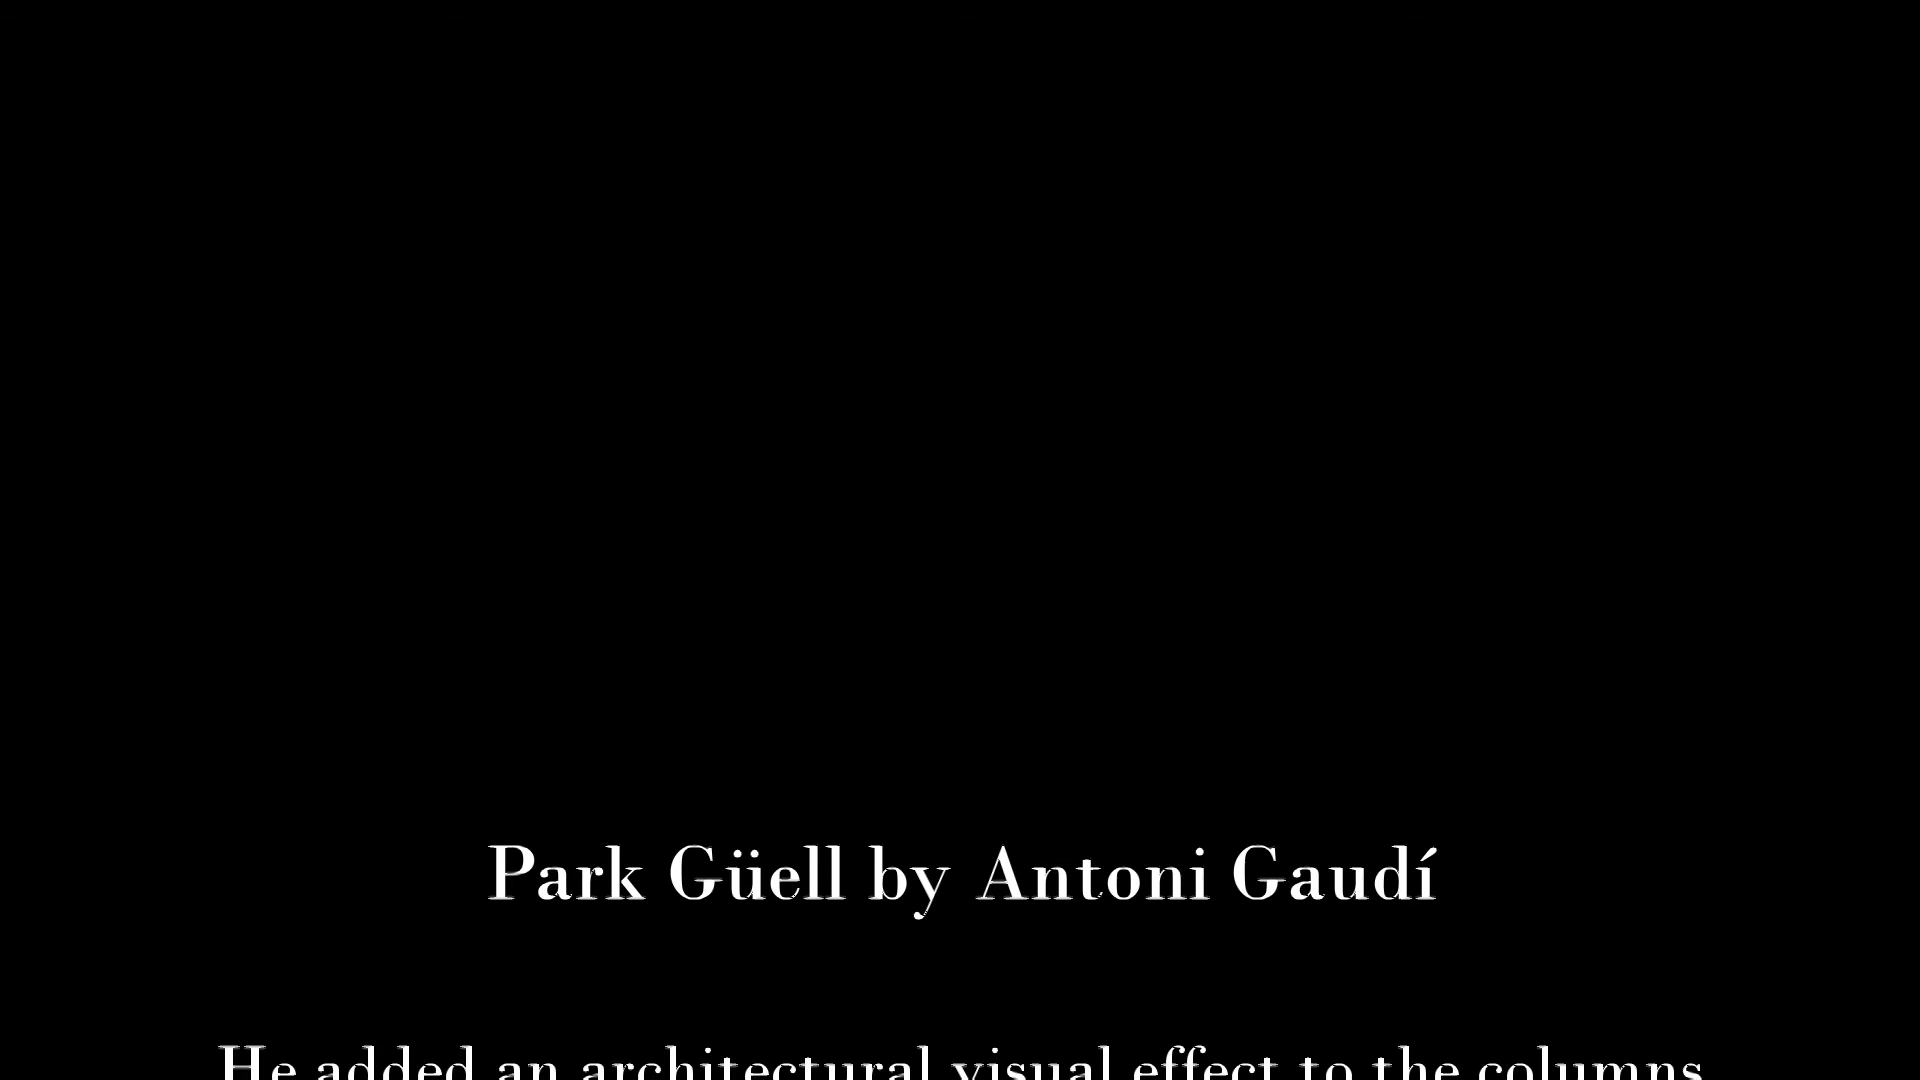 Park Güell by Antoni Gaudí
He added an architectural visual effect to the columns